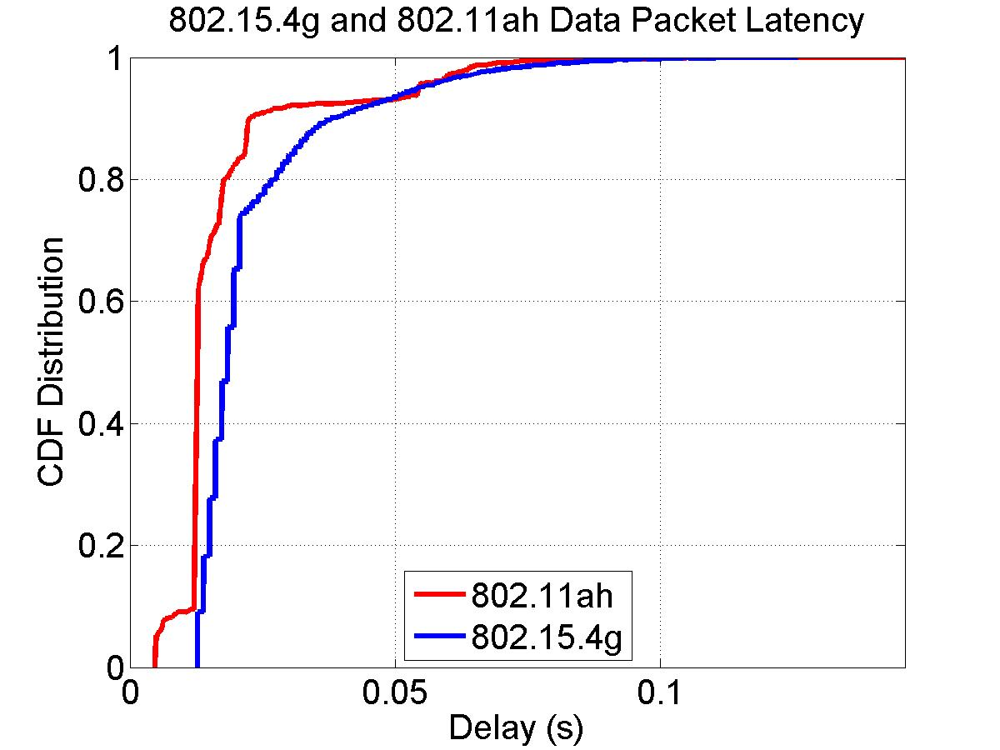 802.15.4g and 802.11ah Data Packet Latency
1
0.8
0.6
0.4
0.2
0
CDF Distribution
802.11ah
802.15.4g
0
0.05
0.1
Delay (s)